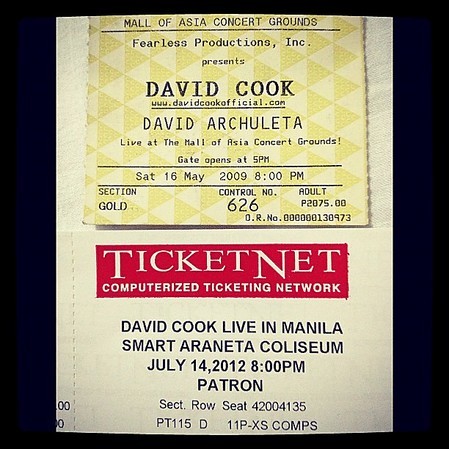 MALL OF ASIA CONCERT GROUNDS
Fearless Productions, Inc.
presents
DAVID COOK
www.davidcookofficial.com
DAVID ARCHULETA
Live at The Mall of Asia Concert Grounds!
Gate opens at 5PM
Sat 16 May 2009 8:00 PM
SECTION CONTROL NO. ADULT
GOLD 626 P2075.00
O.R.No.000000130973
TICKETNET
COMPUTERIZED TICKETING NETWORK
DAVID COOK LIVE IN MANILA
SMART ARANETA COLISEUM
JULY 14,2012 8:00PM
PATRON
.00 Sect. Row Seat 42004135
00 PT115 D 11P-XS COMPS